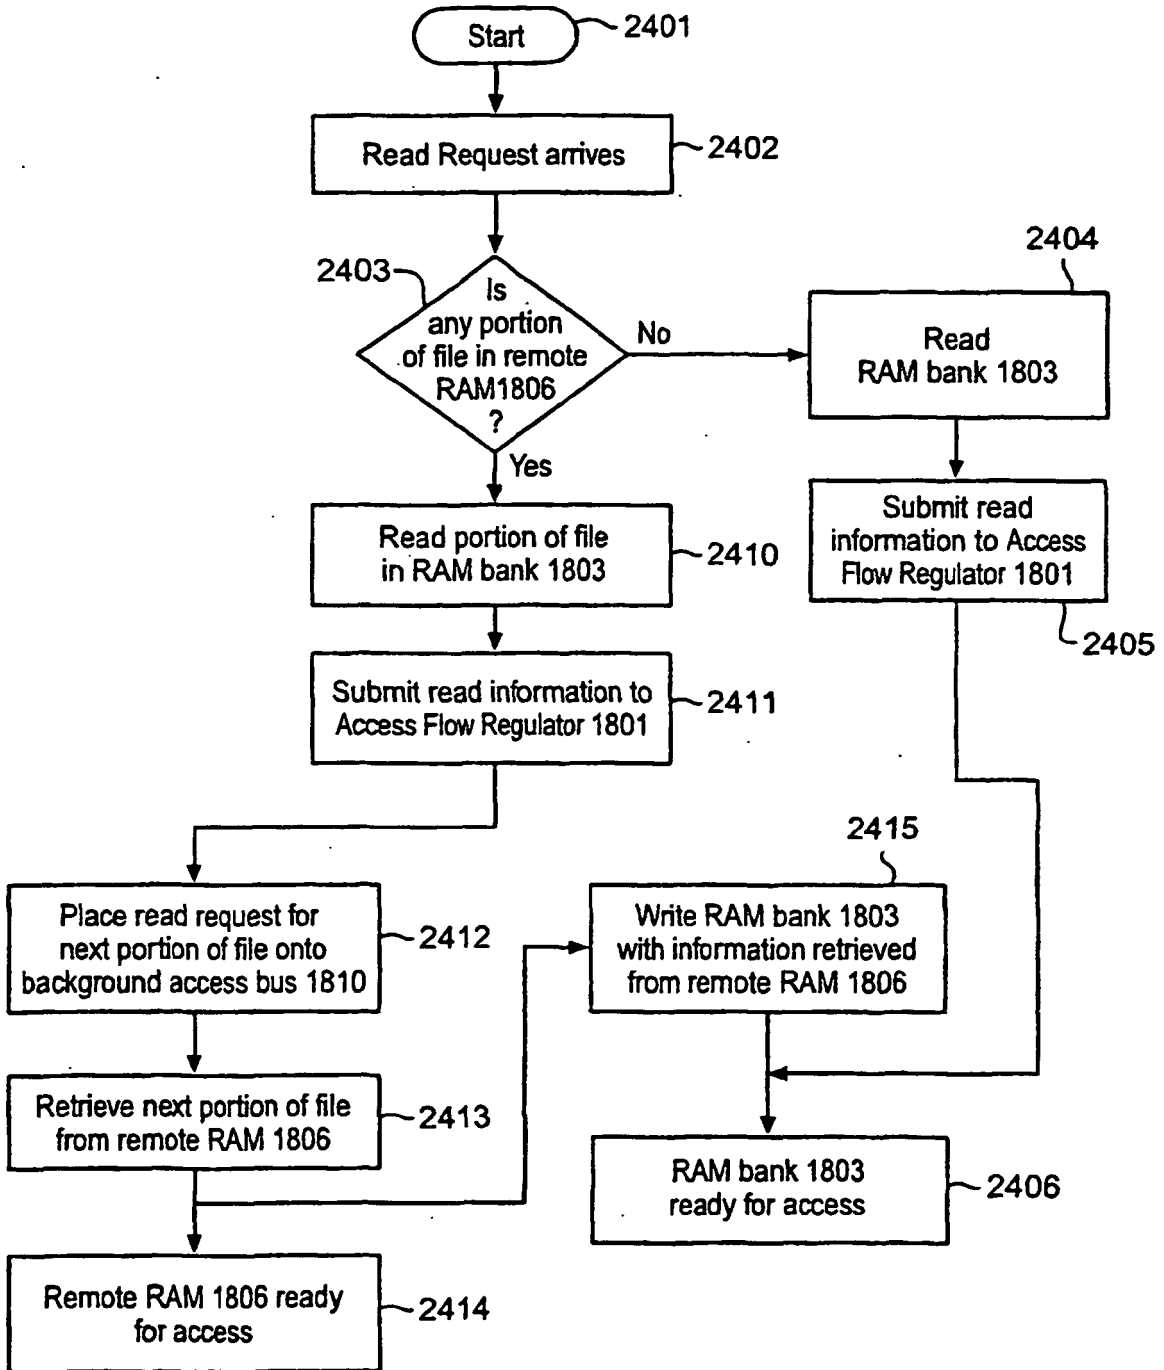 Start
2401
Read Request arrives
2402
2403
Is
any portion
of file in remote
RAM1806
?
No
Yes
2404
Read
RAM bank 1803
Submit read
information to Access
Flow Regulator 1801
2405
Read portion of file
in RAM bank 1803
2410
Submit read information to
Access Flow Regulator 1801
2411
Place read request for
next portion of file onto
background access bus 1810
2412
Retrieve next portion of file
from remote RAM 1806
2413
Remote RAM 1806 ready
for access
2414
2415
Write RAM bank 1803
with information retrieved
from remote RAM 1806
RAM bank 1803
ready for access
2406